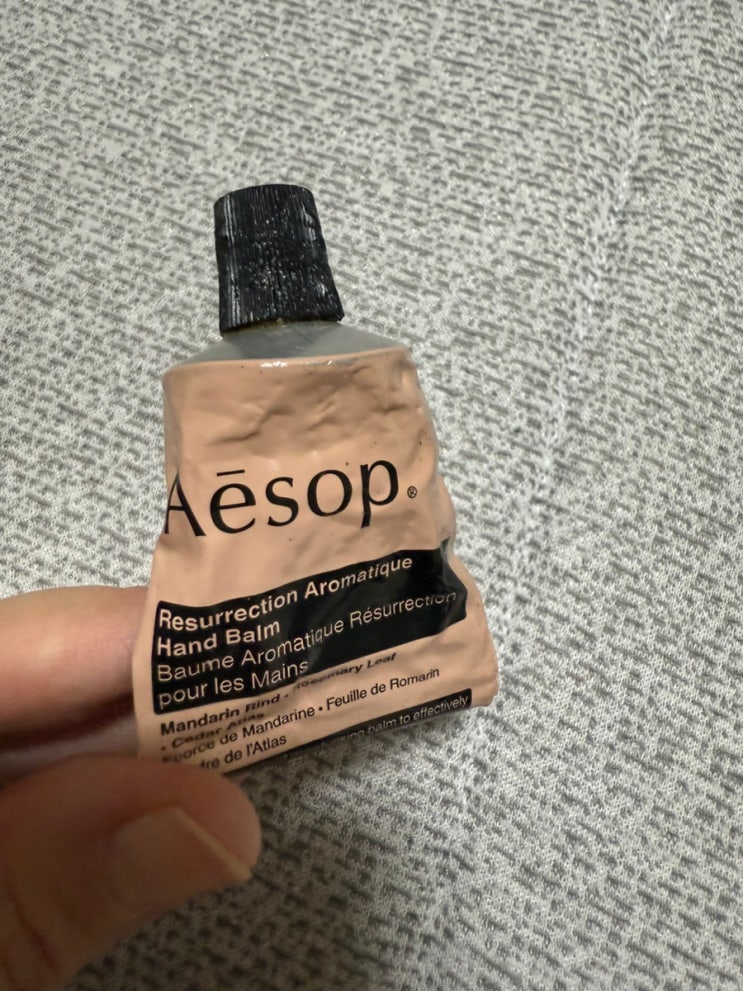 Aēsop®
Resurrection Aromatique
Hand Balm
Baume Aromatique Résurrection
pour les Mains
Mandarin Rind • Rosemary Leaf
• Cedar Atlas
Écorce de Mandarine • Feuille de Romarin
de l'Atlas
balm to effectively